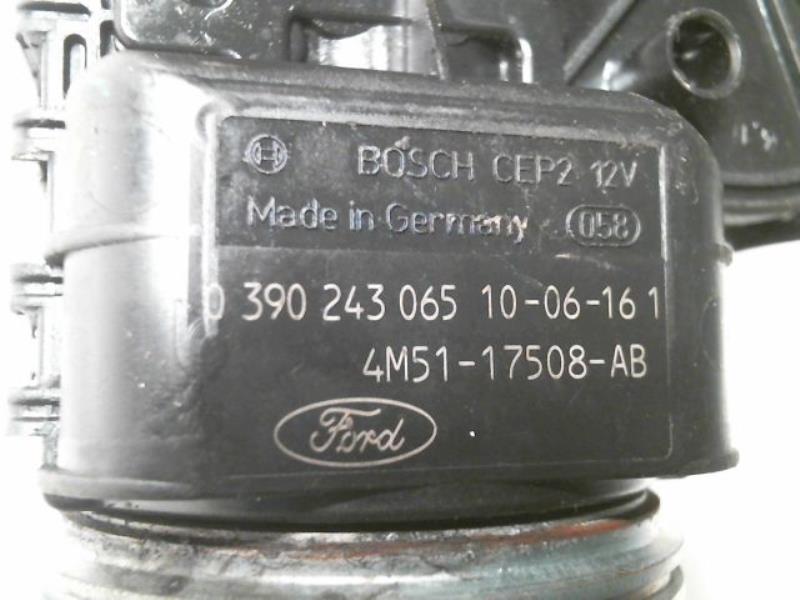 BOSCH CEP2 12V
Made in Germany 058
0 390 243 065 10-06-16 1
4M51-17508-AB
Ford